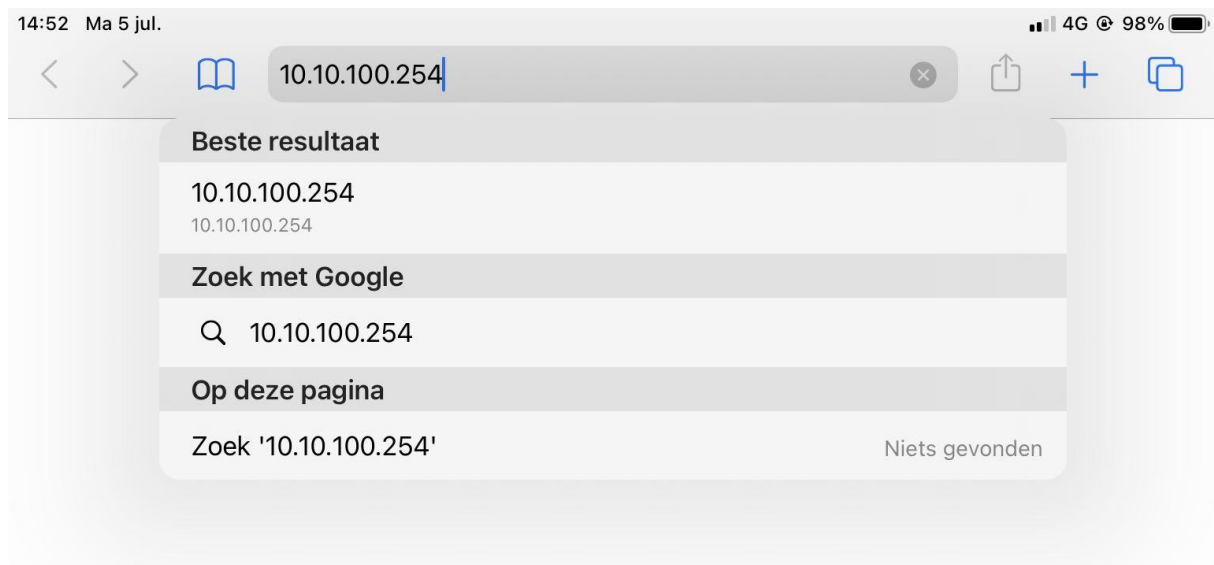 14:52 Ma 5 jul. 4G 98%
10.10.100.254
Beste resultaat
10.10.100.254
10.10.100.254
Zoek met Google
10.10.100.254
Op deze pagina
Zoek '10.10.100.254' Niets gevonden